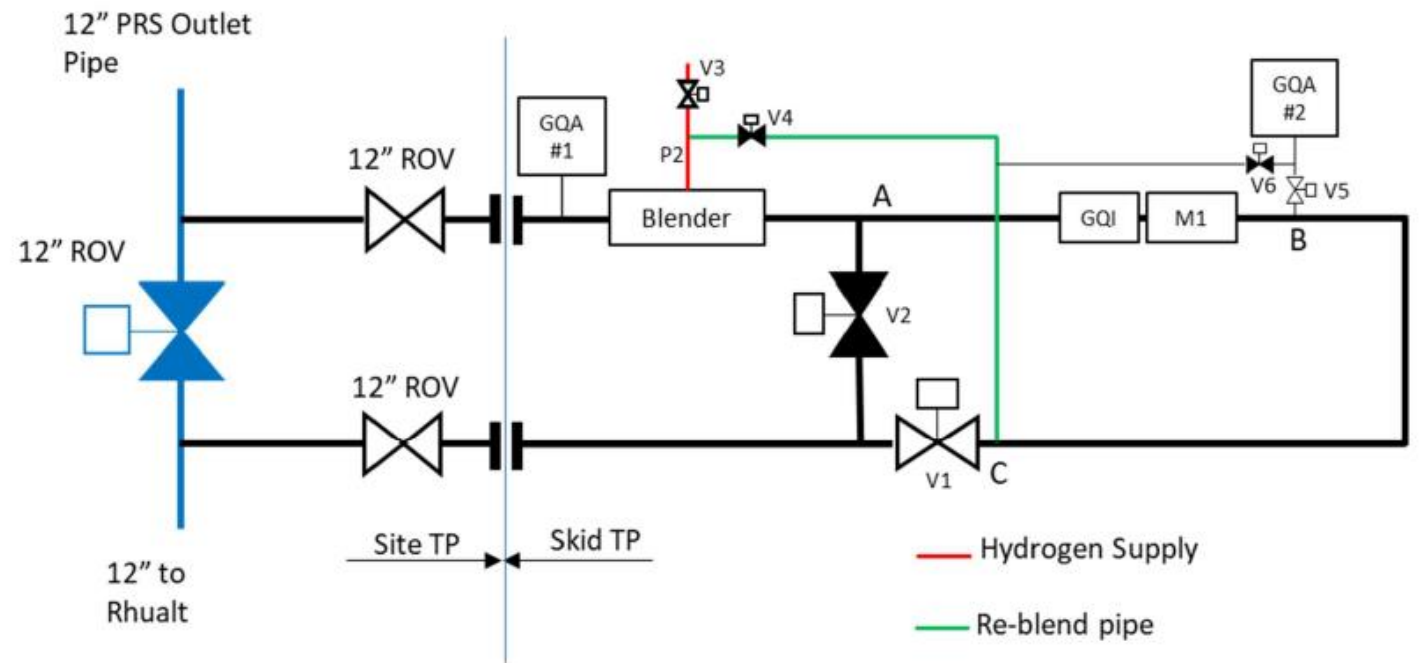 12” PRS Outlet
Pipe
V3
GQA
#1
V4
GQA
#2
12” ROV
P2
V6
V5
Blender
A
GQI
M1
B
12” ROV
V2
12” ROV
V1
C
Site TP
Skid TP
Hydrogen Supply
12” to
Rhualt
Re-blend pipe